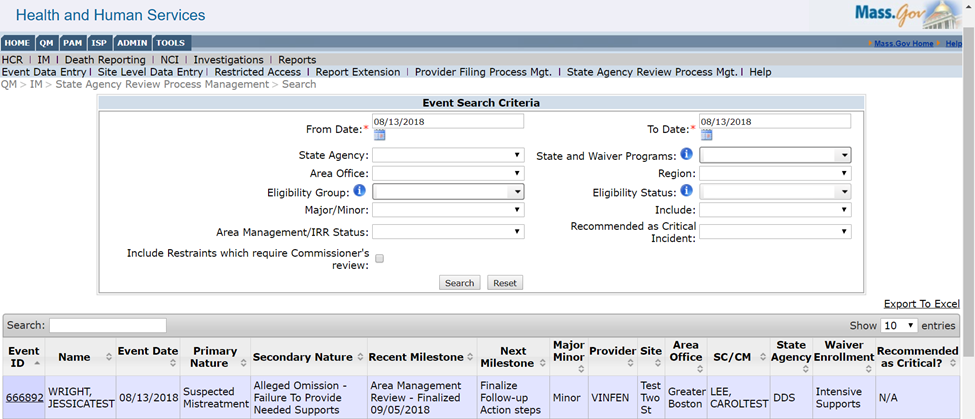 Health and Human Services
Mass.Gov
HOME QM PAM ISP ADMIN TOOLS
Mass.Gov Home Help
HCR | IM | Death Reporting | NCI | Investigations | Reports
Event Data Entry | Site Level Data Entry | Restricted Access | Report Extension | Provider Filing Process Mgt. | State Agency Review Process Mgt. | Help
QM > IM > State Agency Review Process Management > Search
Event Search Criteria
From Date:* 08/13/2018 To Date:* 08/13/2018
State Agency: State and Waiver Programs:
Area Office: Region:
Eligibility Group: Eligibility Status:
Major/Minor: Include:
Area Management/IRR Status: Recommended as Critical
Incident:
Include Restraints which require Commissioner's
review:
Search Reset
Export To Excel
Search: Show 10 entries
Event
ID
Name
Event Date
Primary
Nature
Secondary Nature
Recent Milestone
Next
Milestone
Major
Minor
Provider
Site
Area
Office
SC/CM
State
Agency
Waiver
Enrollment
Recommended
as Critical?
666892
WRIGHT,
JESSICATEST
08/13/2018
Suspected
Mistreatment
Alleged Omission -
Failure To Provide
Needed Supports
Area Management
Review - Finalized
09/05/2018
Finalize
Follow-up
Action steps
Minor
VINFEN
Test
Two
St
Greater
Boston
LEE,
CAROLTEST
DDS
Intensive
Supports
N/A